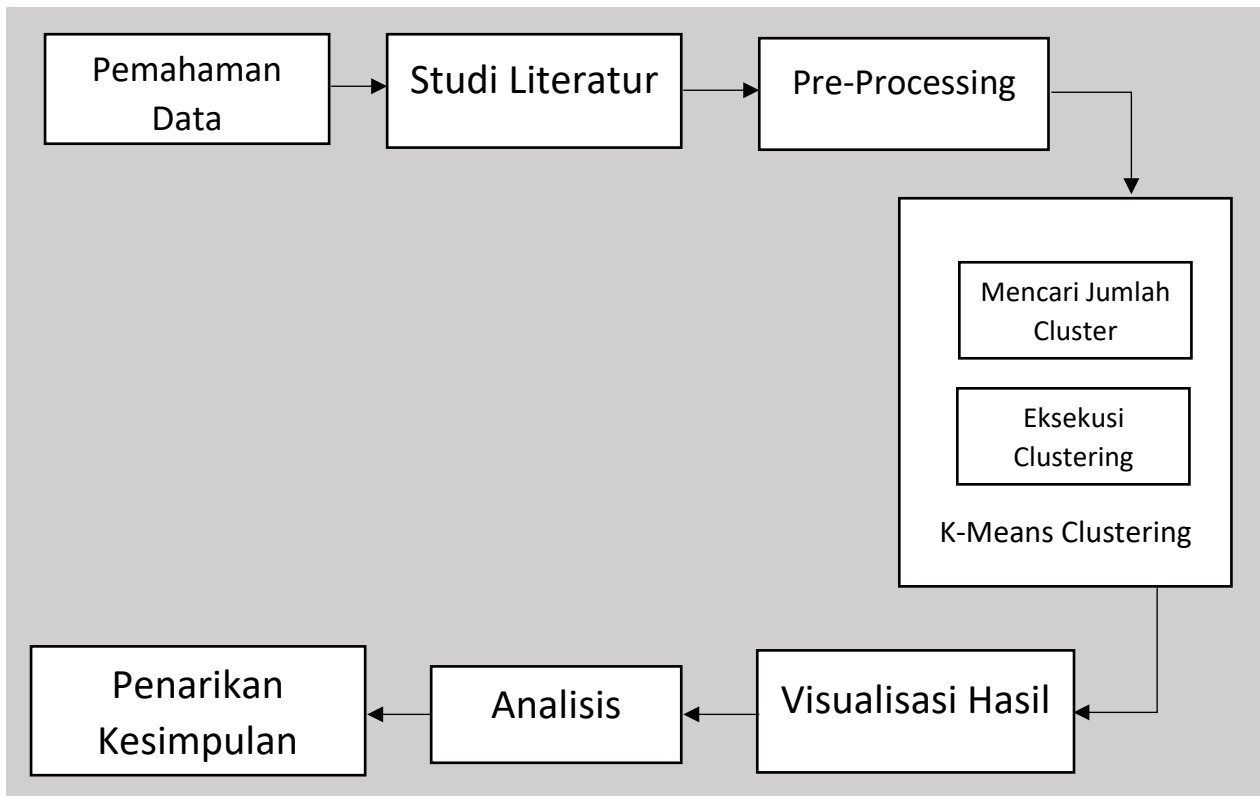 Pemahaman
Data
Studi Literatur
Pre-Processing
Mencari Jumlah
Cluster
Eksekusi
Clustering
K-Means Clustering
Visualisasi Hasil
Analisis
Penarikan
Kesimpulan